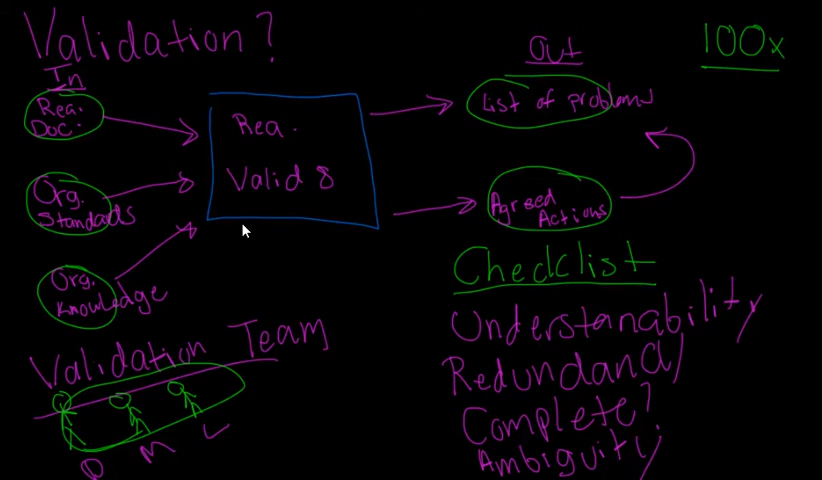 Validation?
In
Out
100x
Req.
Doc.
Org.
Standards
Org.
Knowledge
Req.
Valid 8
List of problems
Agreed
Actions
Checklist
Understanability
Redundand
Complete?
Ambiguity
Validation Team
D M L